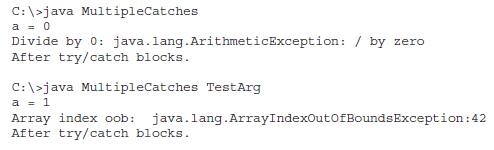 C:\>java MultipleCatches
a = 0
Divide by 0: java.lang.ArithmeticException: / by zero
After try/catch blocks.
C:\>java MultipleCatches TestArg
a = 1
Array index oob:  java.lang.ArrayIndexOutOfBoundsException:42
After try/catch blocks.